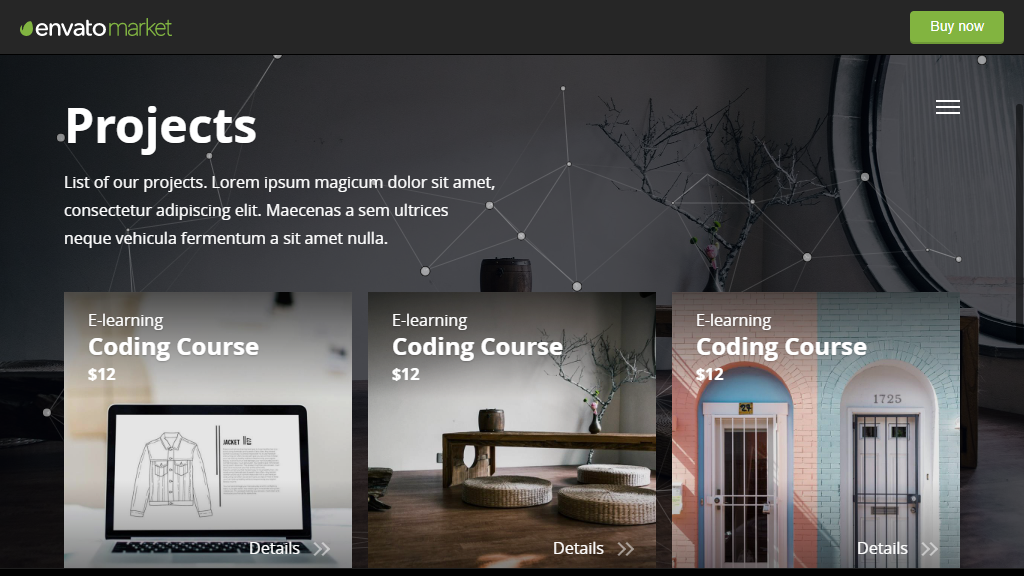 envato market
Buy now
Projects
List of our projects. Lorem ipsum magicum dolor sit amet,
consectetur adipiscing elit. Maecenas a sem ultrices
neque vehicula fermentum a sit amet nulla.
E-learning
Coding Course
$12
JACKET
Details
E-learning
Coding Course
$12
Details
E-learning
Coding Course
$12
1725
Details